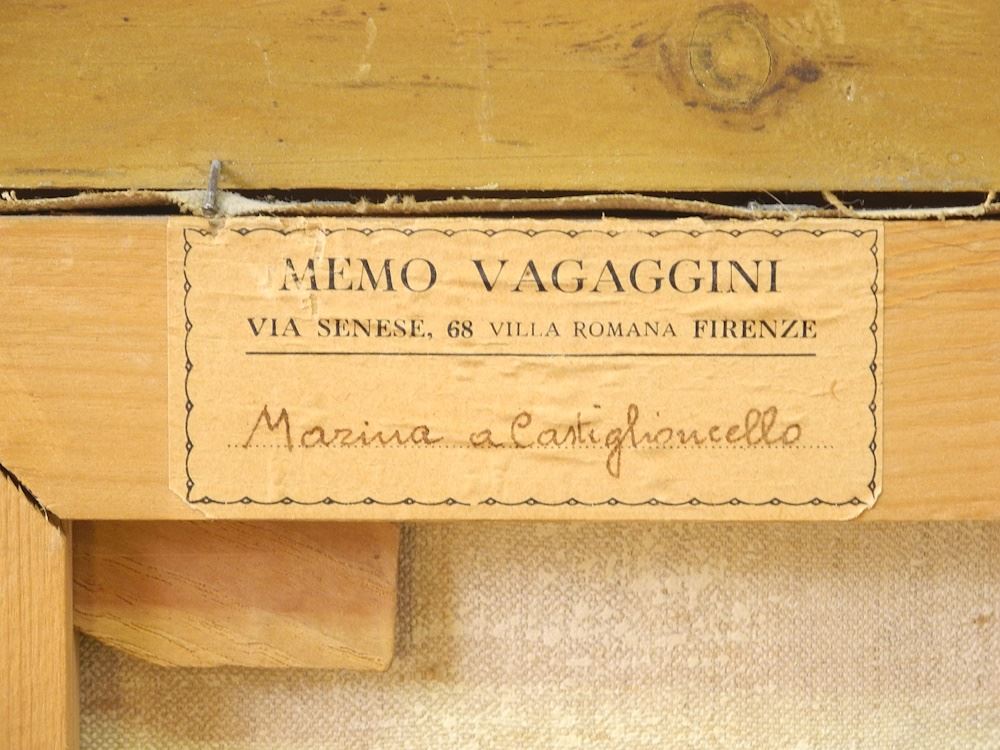 MEMO VAGAGGINI
VIA SENESE, 68 VILLA ROMANA FIRENZE
Marina a Castiglioncello